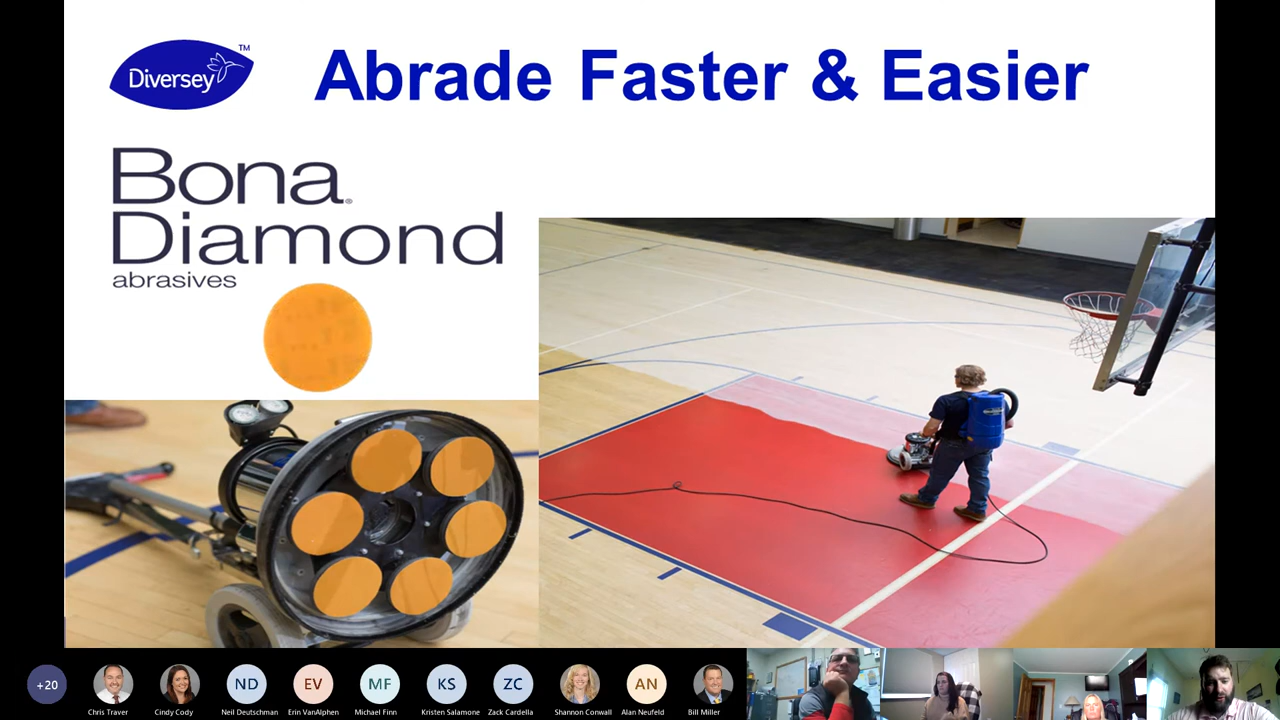 Diversey™
Abrade Faster & Easier
Bona®
Diamond
abrasives
+20
ND
EV
MF
KS
ZC
AN
Chris Traver
Cindy Cody
Neil Deutschman
Erin VanAlphen
Michael Finn
Kristen Salamone
Zack Cardella
Shannon Conwall
Alan Neufeld
Bill Miller